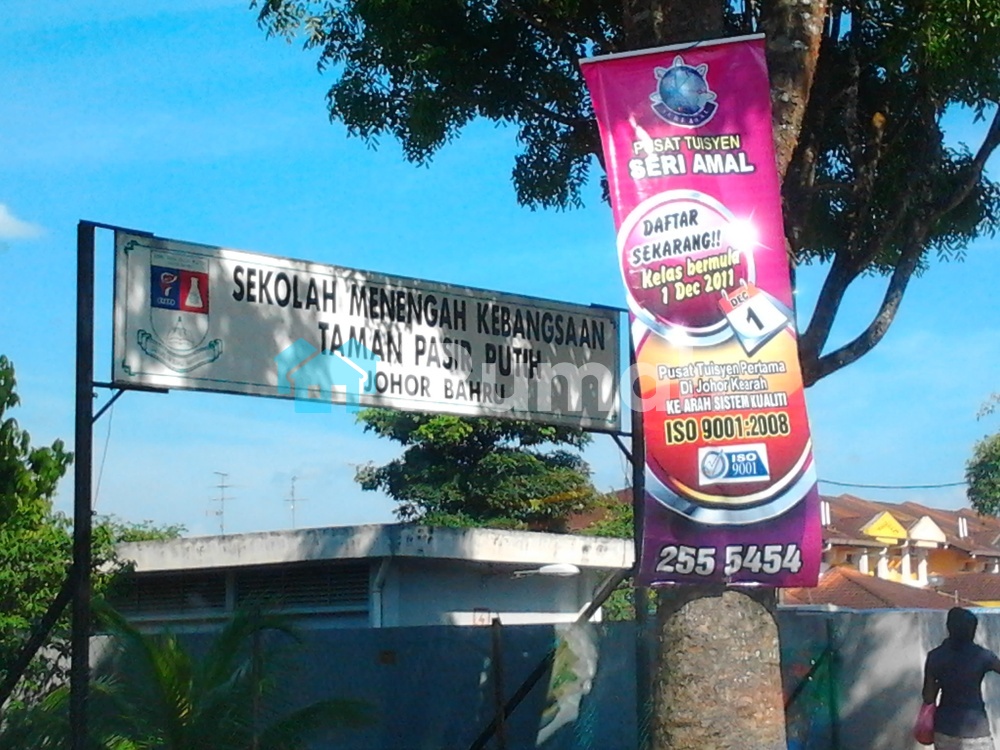 SEKOLAH MENENGAH KEBANGSAAN
TAMAN PASIR PUTIH
JOHOR BAHRU
PUSAT TUISYEN
SERI AMAL
DAFTAR
SEKARANG!!
Kelas bermula
1 Dec 2011
DEC
1
Pusat Tuisyen Pertama
Di Johor Kearah
KE ARAH SISTEM KUALITI
ISO 9001:2008
ISO
9001
255 5454